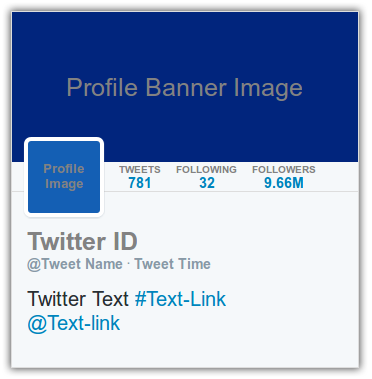 Profile Banner Image
Profile
Image
TWEETS FOLLOWING FOLLOWERS
781 32 9.66M
Twitter ID
@Tweet Name · Tweet Time
Twitter Text #Text-Link
@Text-link